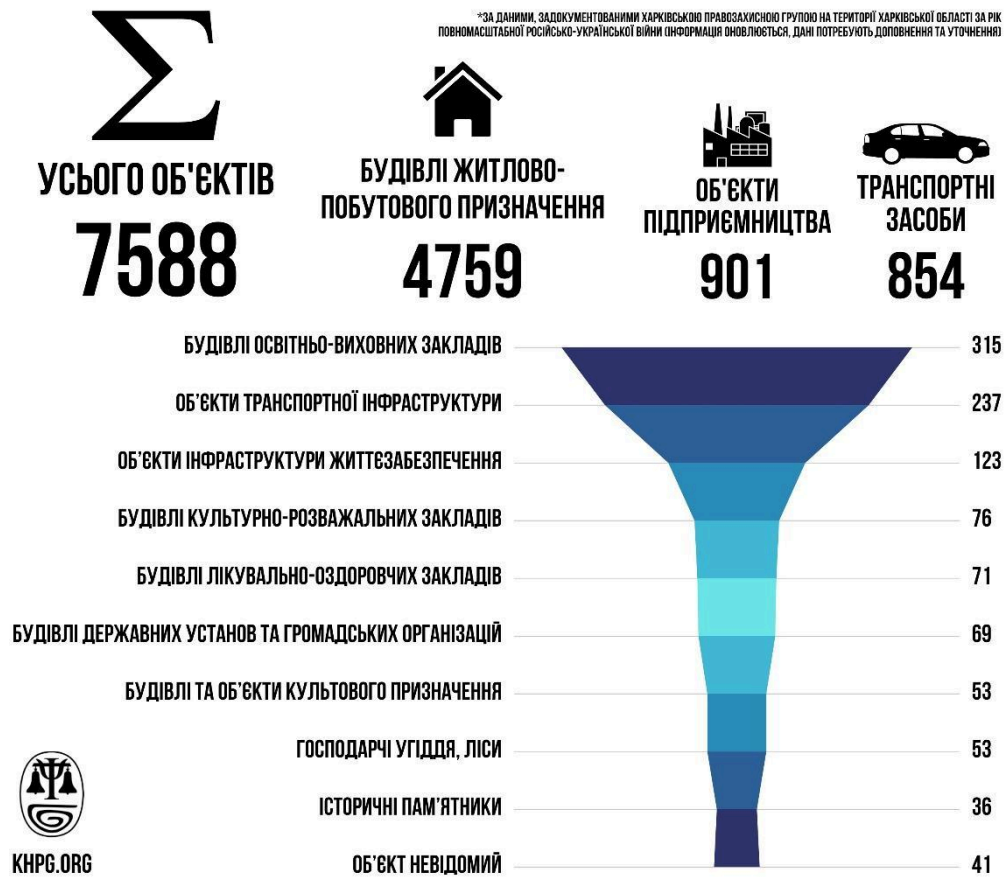 *ЗА ДАНИМИ, ЗАДОКУМЕНТОВАНИМИ ХАРКІВСЬКОЮ ПРАВОЗАХИСНОЮ ГРУПОЮ НА ТЕРИТОРІЇ ХАРКІВСЬКОЇ ОБЛАСТІ ЗА РІК
ПОВНОМАСШТАБНОЇ РОСІЙСЬКО-УКРАЇНСЬКОЇ ВІЙНИ (ІНФОРМАЦІЯ ОНОВЛЮЄТЬСЯ, ДАНІ ПОТРЕБУЮТЬ ДОПОВНЕННЯ ТА УТОЧНЕННЯ)
Σ
УСЬОГО ОБ'ЄКТІВ
7588
БУДІВЛІ ЖИТЛОВО-
ПОБУТОВОГО ПРИЗНАЧЕННЯ
4759
ОБ'ЄКТИ
ПІДПРИЄМНИЦТВА
901
ТРАНСПОРТНІ
ЗАСОБИ
854
БУДІВЛІ ОСВІТНЬО-ВИХОВНИХ ЗАКЛАДІВ 315
ОБ'ЄКТИ ТРАНСПОРТНОЇ ІНФРАСТРУКТУРИ 237
ОБ'ЄКТИ ІНФРАСТРУКТУРИ ЖИТТЄЗАБЕЗПЕЧЕННЯ 123
БУДІВЛІ КУЛЬТУРНО-РОЗВАЖАЛЬНИХ ЗАКЛАДІВ 76
БУДІВЛІ ЛІКУВАЛЬНО-ОЗДОРОВЧИХ ЗАКЛАДІВ 71
БУДІВЛІ ДЕРЖАВНИХ УСТАНОВ ТА ГРОМАДСЬКИХ ОРГАНІЗАЦІЙ 69
БУДІВЛІ ТА ОБ'ЄКТИ КУЛЬТОВОГО ПРИЗНАЧЕННЯ 53
ГОСПОДАРЧІ УГІДДЯ, ЛІСИ 53
ІСТОРИЧНІ ПАМ'ЯТНИКИ 36
ОБ'ЄКТ НЕВІДОМИЙ 41
KHPG.ORG